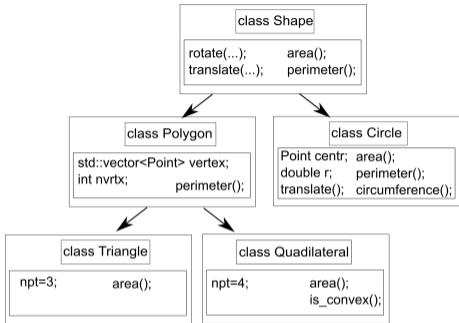 class Shape
rotate(...); area();
translate(...); perimeter();
class Polygon
std::vector<Point> vertex;
int nvrtx;
perimeter();
class Circle
Point centr; area();
double r; perimeter();
translate(); circumference();
class Triangle
npt=3; area();
class Quadilateral
npt=4; area();
is_convex();